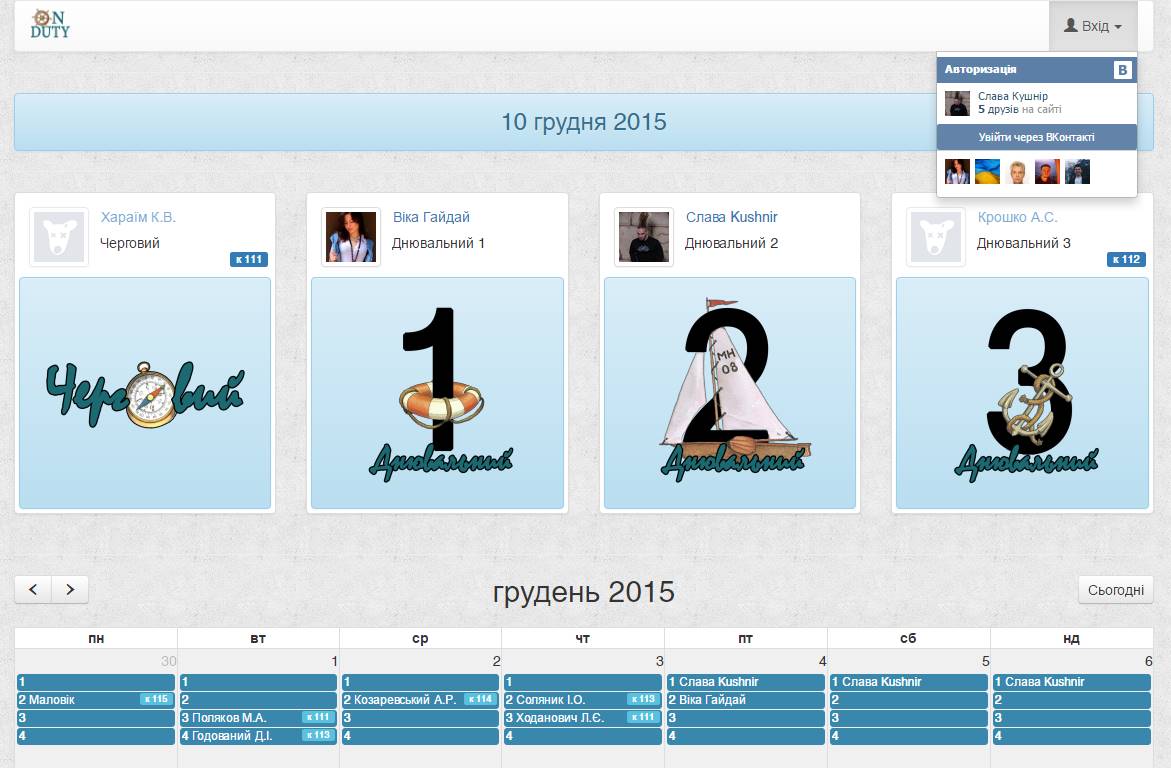 ON
DUTY
Вхід
Авторизація
B
Слава Кушнір
5 друзів на сайті
Увійти через ВКонтакті
10 грудня 2015
Хараїм К.В.
Черговий
к 111
Віка Гайдай
Днювальний 1
Слава Kushnir
Днювальний 2
Крошко А.С.
Днювальний 3
к 112
Черговий
1
Днювальний
2
МН
08
Днювальний
3
Днювальний
грудень 2015
Сьогодні
пн вт ср чт пт сб нд
30 1 2 3 4 5 6
1 1 1 1 1 Слава Kushnir 1 Слава Kushnir 1 Слава Kushnir
2 Маловік к 115 2 2 Козаревський А.Р. к 114 2 Соляник І.О. к 113 2 Віка Гайдай 2 2
3 3 Поляков М.А. к 111 3 3 Ходанович Л.Є. к 111 3 3 3
4 4 Годований Д.І. к 113 4 4 4 4 4